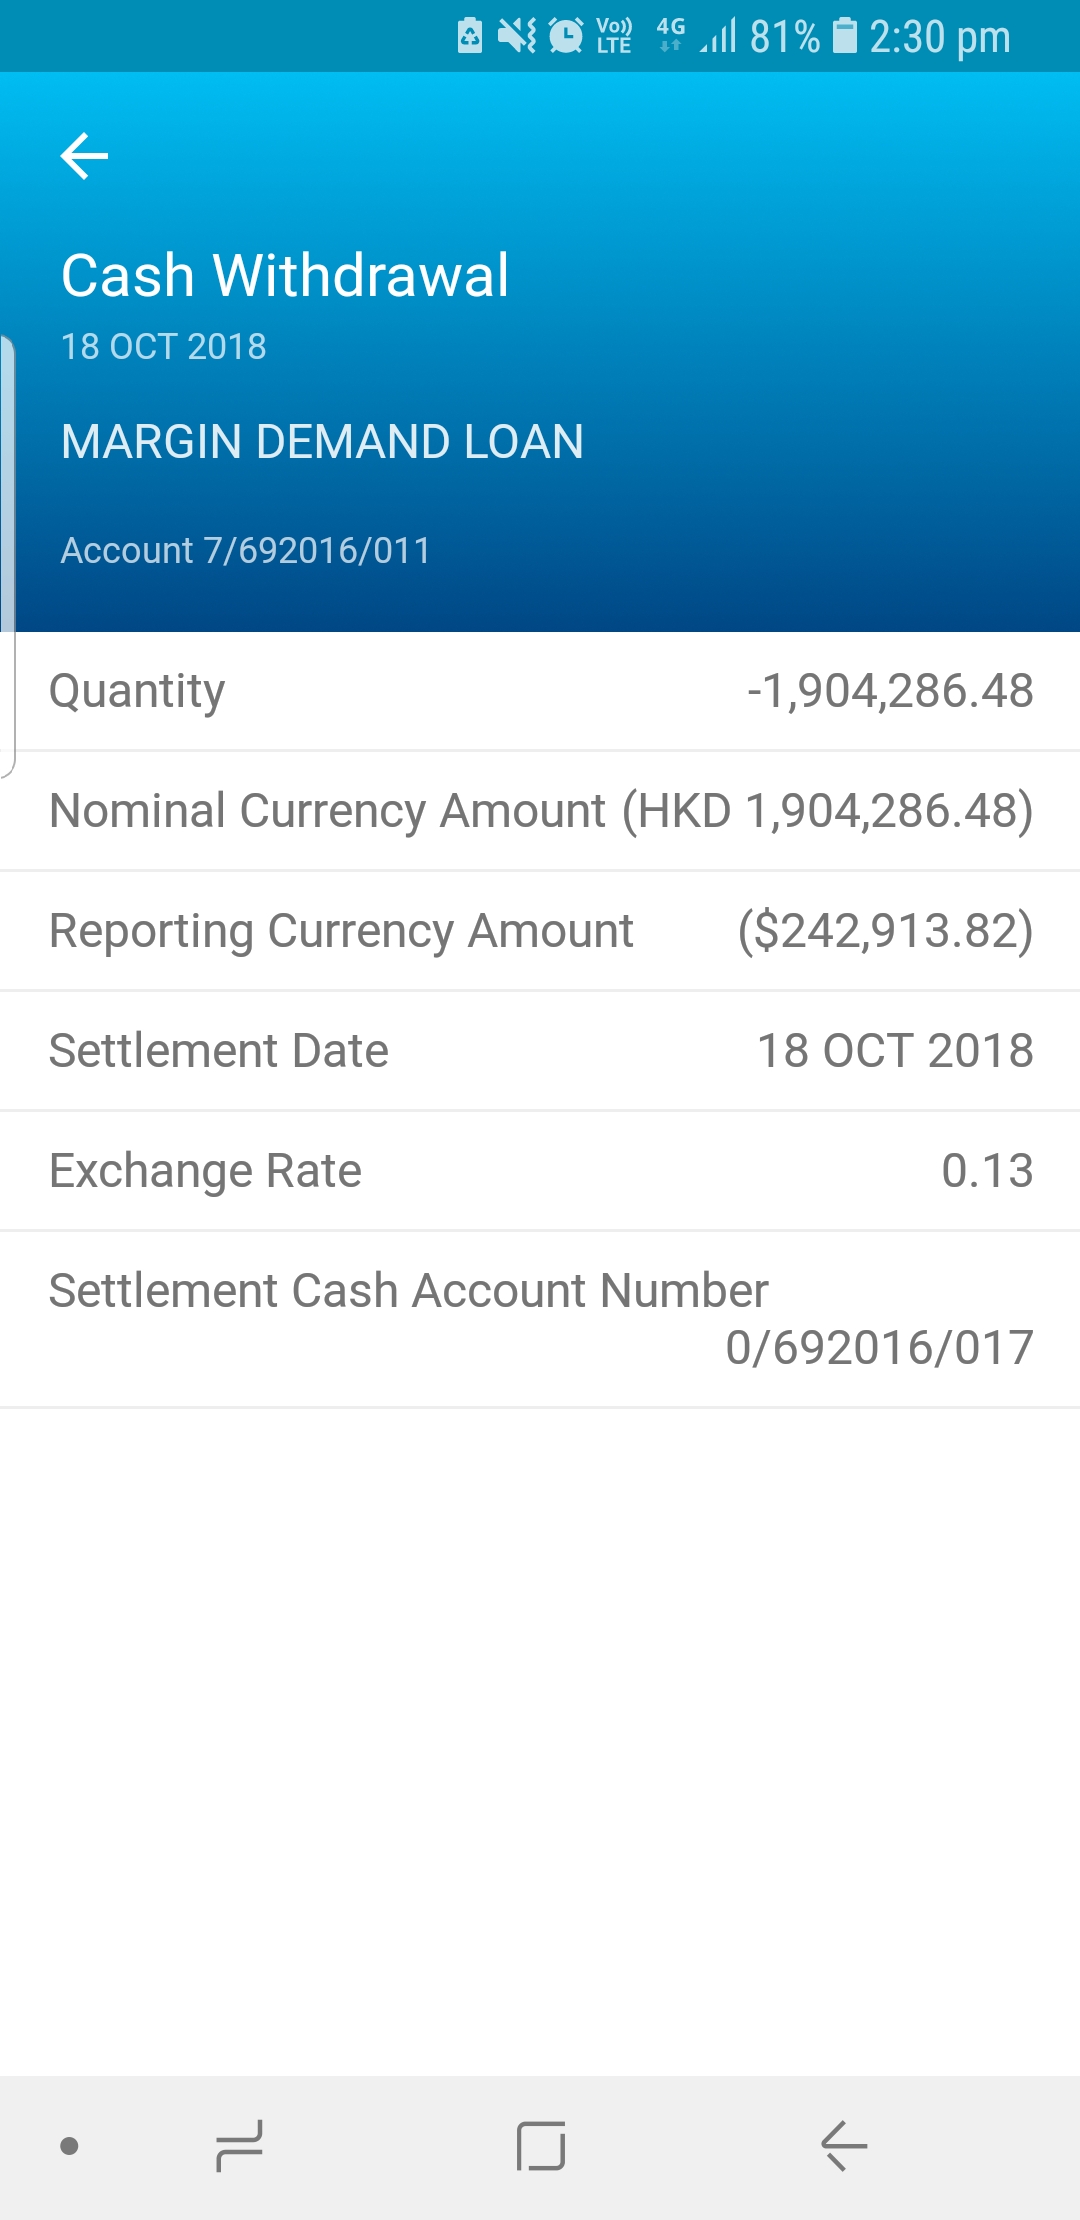 Vo)) LTE 4G 81% 2:30 pm
Cash Withdrawal
18 OCT 2018
MARGIN DEMAND LOAN
Account 7/692016/011
Quantity -1,904,286.48
Nominal Currency Amount (HKD 1,904,286.48)
Reporting Currency Amount ($242,913.82)
Settlement Date 18 OCT 2018
Exchange Rate 0.13
Settlement Cash Account Number
0/692016/017